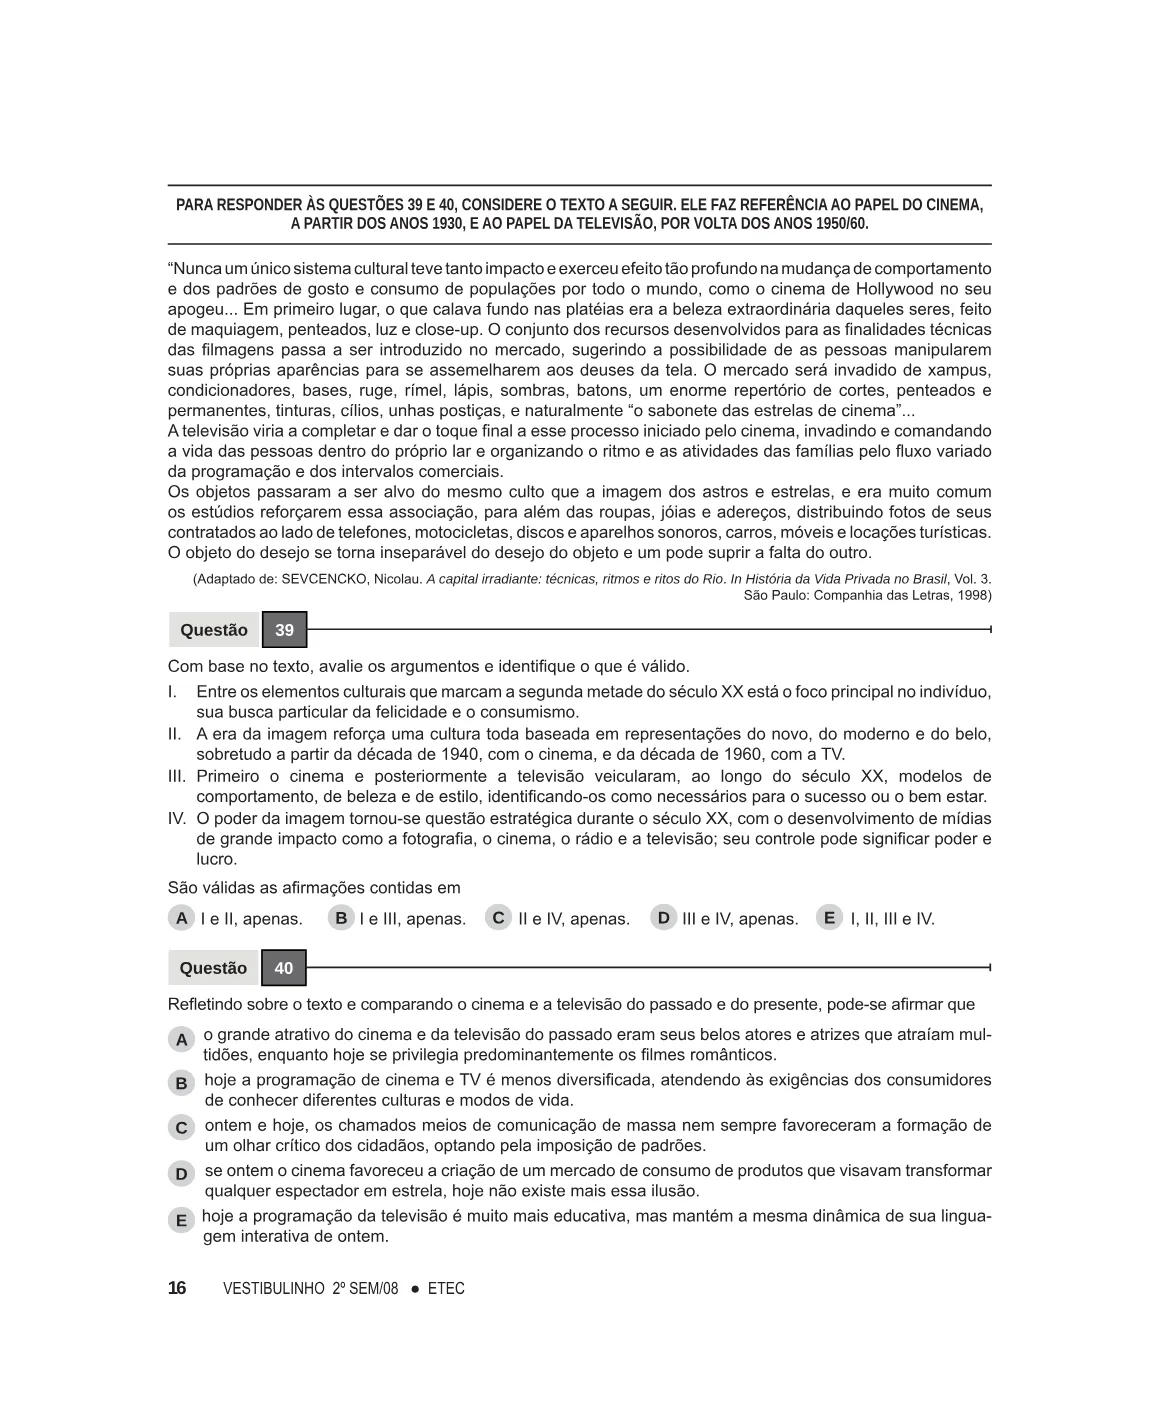 PARA RESPONDER ÀS QUESTÕES 39 E 40, CONSIDERE O TEXTO A SEGUIR. ELE FAZ REFERÊNCIA AO PAPEL DO CINEMA,
A PARTIR DOS ANOS 1930, E AO PAPEL DA TELEVISÃO, POR VOLTA DOS ANOS 1950/60.
“Nunca um único sistema cultural teve tanto impacto e exerceu efeito tão profundo na mudança de comportamento
e dos padrões de gosto e consumo de populações por todo o mundo, como o cinema de Hollywood no seu
apogeu... Em primeiro lugar, o que calava fundo nas platéias era a beleza extraordinária daqueles seres, feito
de maquiagem, penteados, luz e close-up. O conjunto dos recursos desenvolvidos para as finalidades técnicas
das filmagens passa a ser introduzido no mercado, sugerindo a possibilidade de as pessoas manipularem
suas próprias aparências para se assemelharem aos deuses da tela. O mercado será invadido de xampus,
condicionadores, bases, ruge, rímel, lápis, sombras, batons, um enorme repertório de cortes, penteados e
permanentes, tinturas, cílios, unhas postiças, e naturalmente “o sabonete das estrelas de cinema”...
A televisão viria a completar e dar o toque final a esse processo iniciado pelo cinema, invadindo e comandando
a vida das pessoas dentro do próprio lar e organizando o ritmo e as atividades das famílias pelo fluxo variado
da programação e dos intervalos comerciais.
Os objetos passaram a ser alvo do mesmo culto que a imagem dos astros e estrelas, e era muito comum
os estúdios reforçarem essa associação, para além das roupas, jóias e adereços, distribuindo fotos de seus
contratados ao lado de telefones, motocicletas, discos e aparelhos sonoros, carros, móveis e locações turísticas.
O objeto do desejo se torna inseparável do desejo do objeto e um pode suprir a falta do outro.
(Adaptado de: SEVCENCKO, Nicolau. A capital irradiante: técnicas, ritmos e ritos do Rio. In História da Vida Privada no Brasil, Vol. 3.
São Paulo: Companhia das Letras, 1998)
Questão 39
Com base no texto, avalie os argumentos e identifique o que é válido.
I. Entre os elementos culturais que marcam a segunda metade do século XX está o foco principal no indivíduo,
sua busca particular da felicidade e o consumismo.
II. A era da imagem reforça uma cultura toda baseada em representações do novo, do moderno e do belo,
sobretudo a partir da década de 1940, com o cinema, e da década de 1960, com a TV.
III. Primeiro o cinema e posteriormente a televisão veicularam, ao longo do século XX, modelos de
comportamento, de beleza e de estilo, identificando-os como necessários para o sucesso ou o bem estar.
IV. O poder da imagem tornou-se questão estratégica durante o século XX, com o desenvolvimento de mídias
de grande impacto como a fotografia, o cinema, o rádio e a televisão; seu controle pode significar poder e
lucro.
São válidas as afirmações contidas em
A I e II, apenas. B I e III, apenas. C II e IV, apenas. D III e IV, apenas. E I, II, III e IV.
Questão 40
Refletindo sobre o texto e comparando o cinema e a televisão do passado e do presente, pode-se afirmar que
A o grande atrativo do cinema e da televisão do passado eram seus belos atores e atrizes que atraíam mul-
tidões, enquanto hoje se privilegia predominantemente os filmes românticos.
B hoje a programação de cinema e TV é menos diversificada, atendendo às exigências dos consumidores
de conhecer diferentes culturas e modos de vida.
C ontem e hoje, os chamados meios de comunicação de massa nem sempre favoreceram a formação de
um olhar crítico dos cidadãos, optando pela imposição de padrões.
D se ontem o cinema favoreceu a criação de um mercado de consumo de produtos que visavam transformar
qualquer espectador em estrela, hoje não existe mais essa ilusão.
E hoje a programação da televisão é muito mais educativa, mas mantém a mesma dinâmica de sua lingua-
gem interativa de ontem.
16 VESTIBULINHO 2º SEM/08 ● ETEC